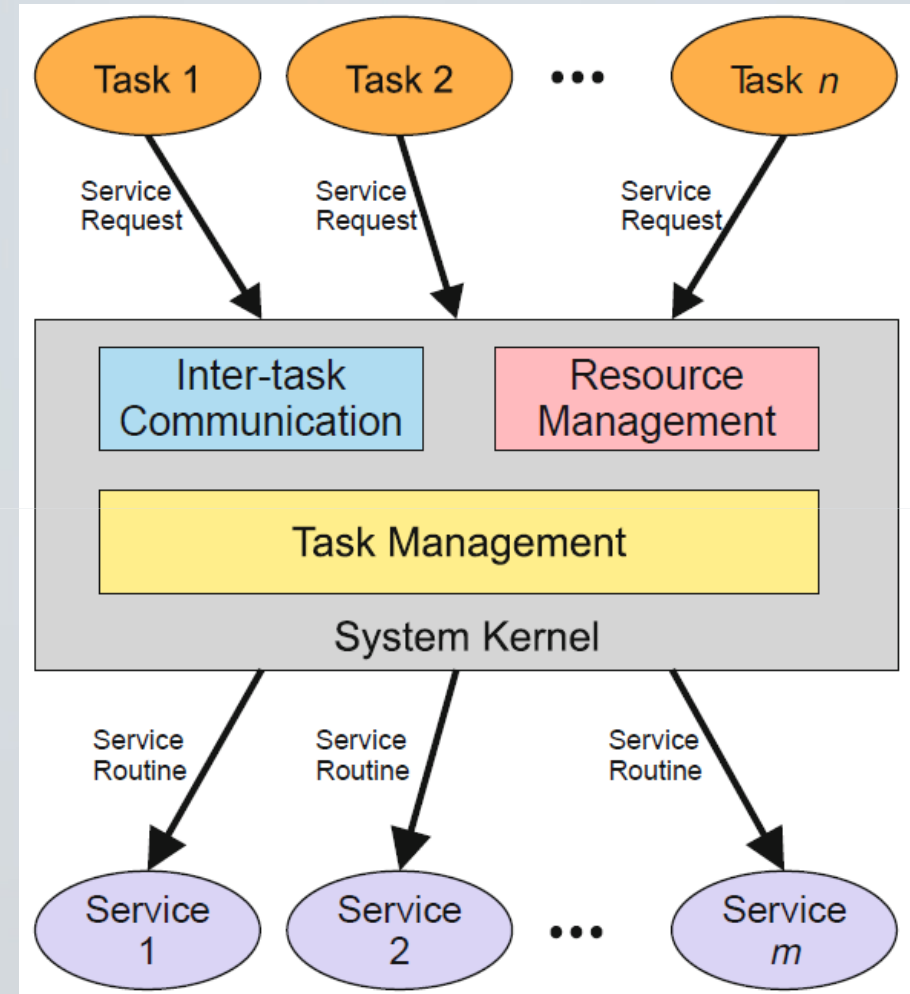 Task 1
Task 2
•••
Task n
Service
Request
Service
Request
Service
Request
Inter-task
Communication
Resource
Management
Task Management
System Kernel
Service
Routine
Service
Routine
Service
Routine
Service
1
Service
2
•••
Service
m